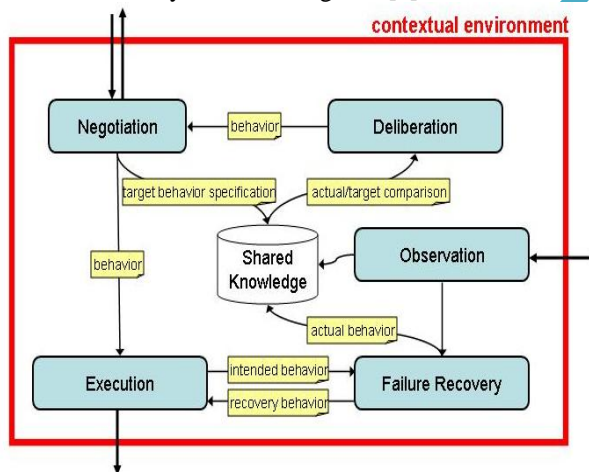 contextual environment
Negotiation
behavior
Deliberation
target behavior specification
actual/target comparison
Shared
Knowledge
Observation
behavior
actual behavior
Execution
intended behavior
recovery behavior
Failure Recovery